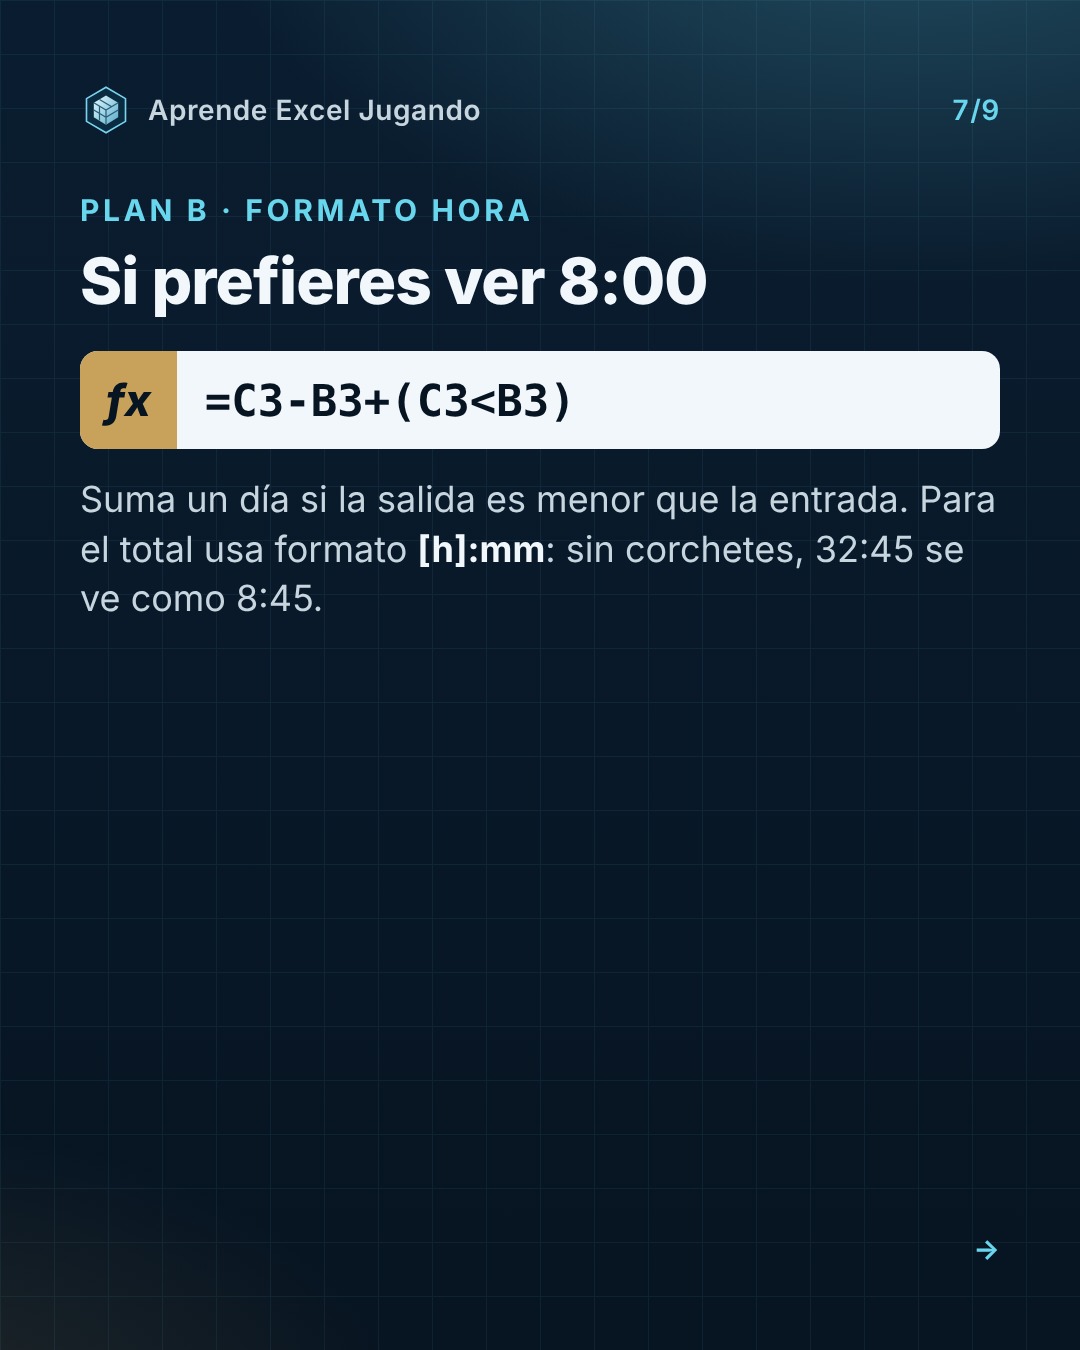 Aprende Excel Jugando
7/9
PLAN B · FORMATO HORA
Si prefieres ver 8:00
fx =C3-B3+(C3<B3)
Suma un día si la salida es menor que la entrada. Para
el total usa formato [h]:mm: sin corchetes, 32:45 se
ve como 8:45.
→